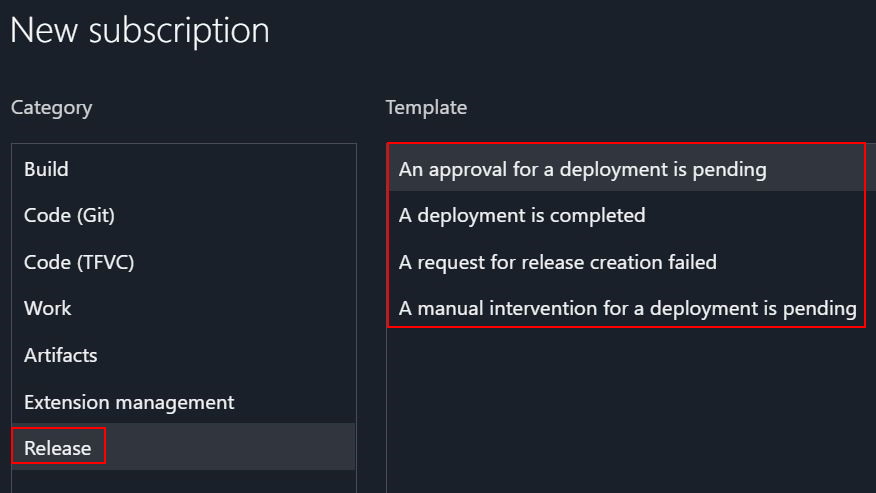 New subscription
Category
Build
Code (Git)
Code (TFVC)
Work
Artifacts
Extension management
Release
Template
An approval for a deployment is pending
A deployment is completed
A request for release creation failed
A manual intervention for a deployment is pending